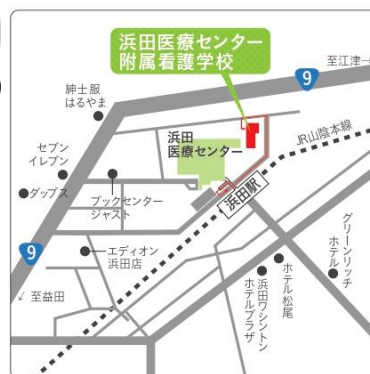 浜田医療センター
附属看護学校
至江津→
9
紳士服
はるやま
JR山陰本線
浜田
医療センター
セブン
イレブン
ダップス
ブックセンター
ジャスト
浜田駅
グリーンリッチ
ホテル
9
エディオン
浜田店
ホテル松尾
浜田ワシントン
ホテルプラザ
↙至益田